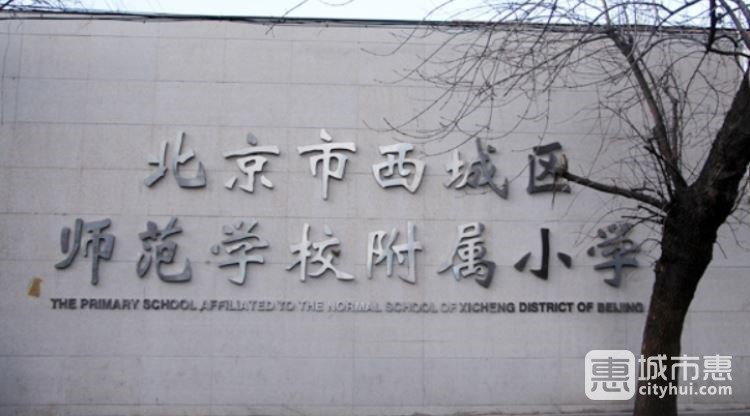 北京市西城区
师范学校附属小学
THE PRIMARY SCHOOL AFFILIATED TO THE NORMAL SCHOOL OF XICHENG DISTRICT OF BEIJING
惠 城市惠
cityhui.com